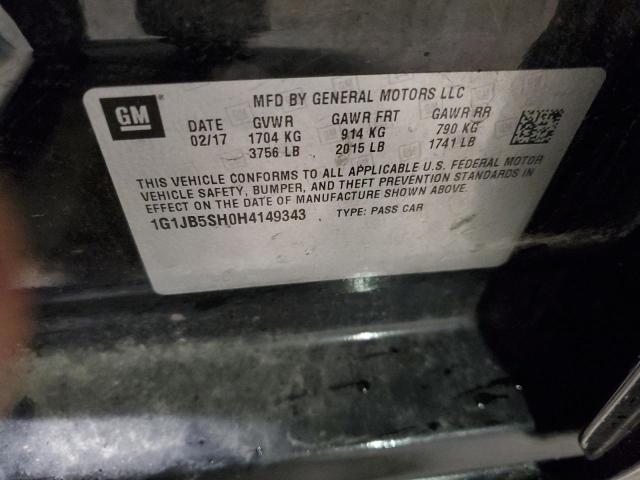 GM
MFD BY GENERAL MOTORS LLC
DATE GVWR GAWR FRT GAWR RR
02/17 1704 KG 914 KG 790 KG
3756 LB 2015 LB 1741 LB
THIS VEHICLE CONFORMS TO ALL APPLICABLE U.S. FEDERAL MOTOR
VEHICLE SAFETY, BUMPER, AND THEFT PREVENTION STANDARDS IN
EFFECT ON THE DATE OF MANUFACTURE SHOWN ABOVE.
1G1JB5SH0H4149343 TYPE: PASS CAR